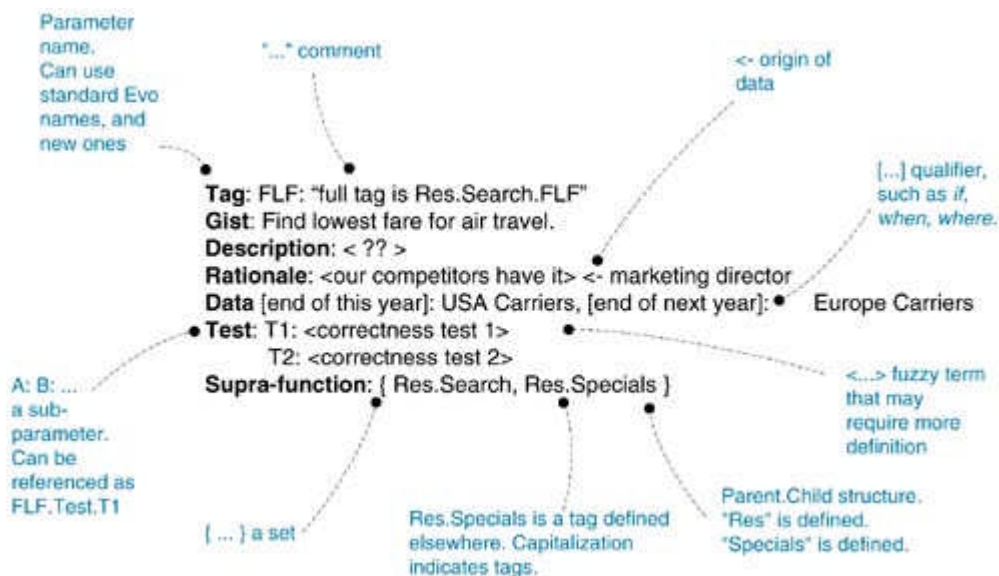 Parameter
name.
Can use
standard Evo
names, and
new ones
"..." comment
<- origin of
data
[...] qualifier,
such as if,
when, where.
Tag: FLF: “full tag is Res.Search.FLF”
Gist: Find lowest fare for air travel.
Description: < ?? >
Rationale: <our competitors have it> <- marketing director
Data [end of this year]: USA Carriers, [end of next year]: Europe Carriers
Test: T1: <correctness test 1>
T2: <correctness test 2>
Supra-function: { Res.Search, Res.Specials }
A: B: ...
a sub-
parameter.
Can be
referenced as
FLF.Test.T1
{ ... } a set
Res.Specials is a tag defined
elsewhere. Capitalization
indicates tags.
<...> fuzzy term
that may
require more
definition
Parent.Child structure.
"Res" is defined.
"Specials" is defined.